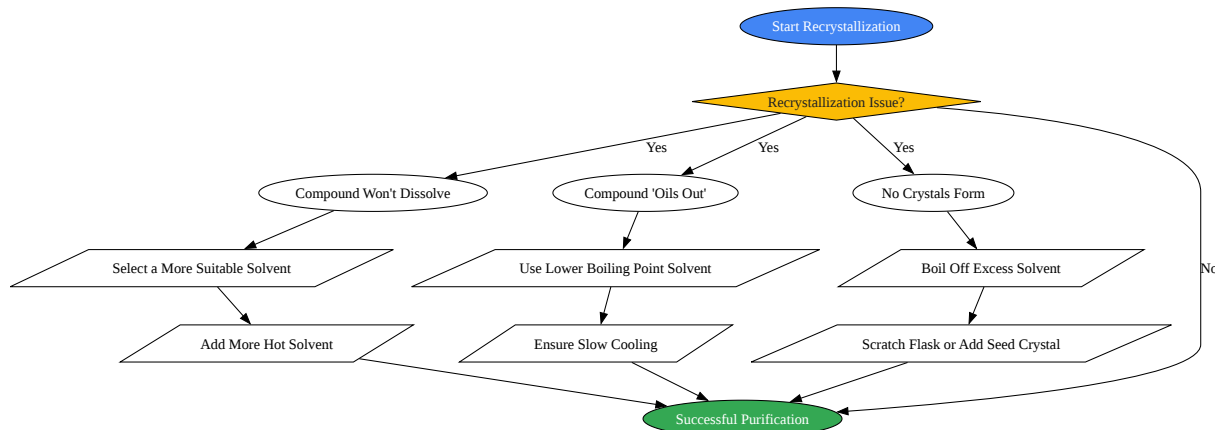 Start Recrystallization
Recrystallization Issue?
Yes
Yes
Yes
Compound Won't Dissolve
Compound 'Oils Out'
No Crystals Form
Select a More Suitable Solvent
Use Lower Boiling Point Solvent
Boil Off Excess Solvent
No
Add More Hot Solvent
Ensure Slow Cooling
Scratch Flask or Add Seed Crystal
Successful Purification